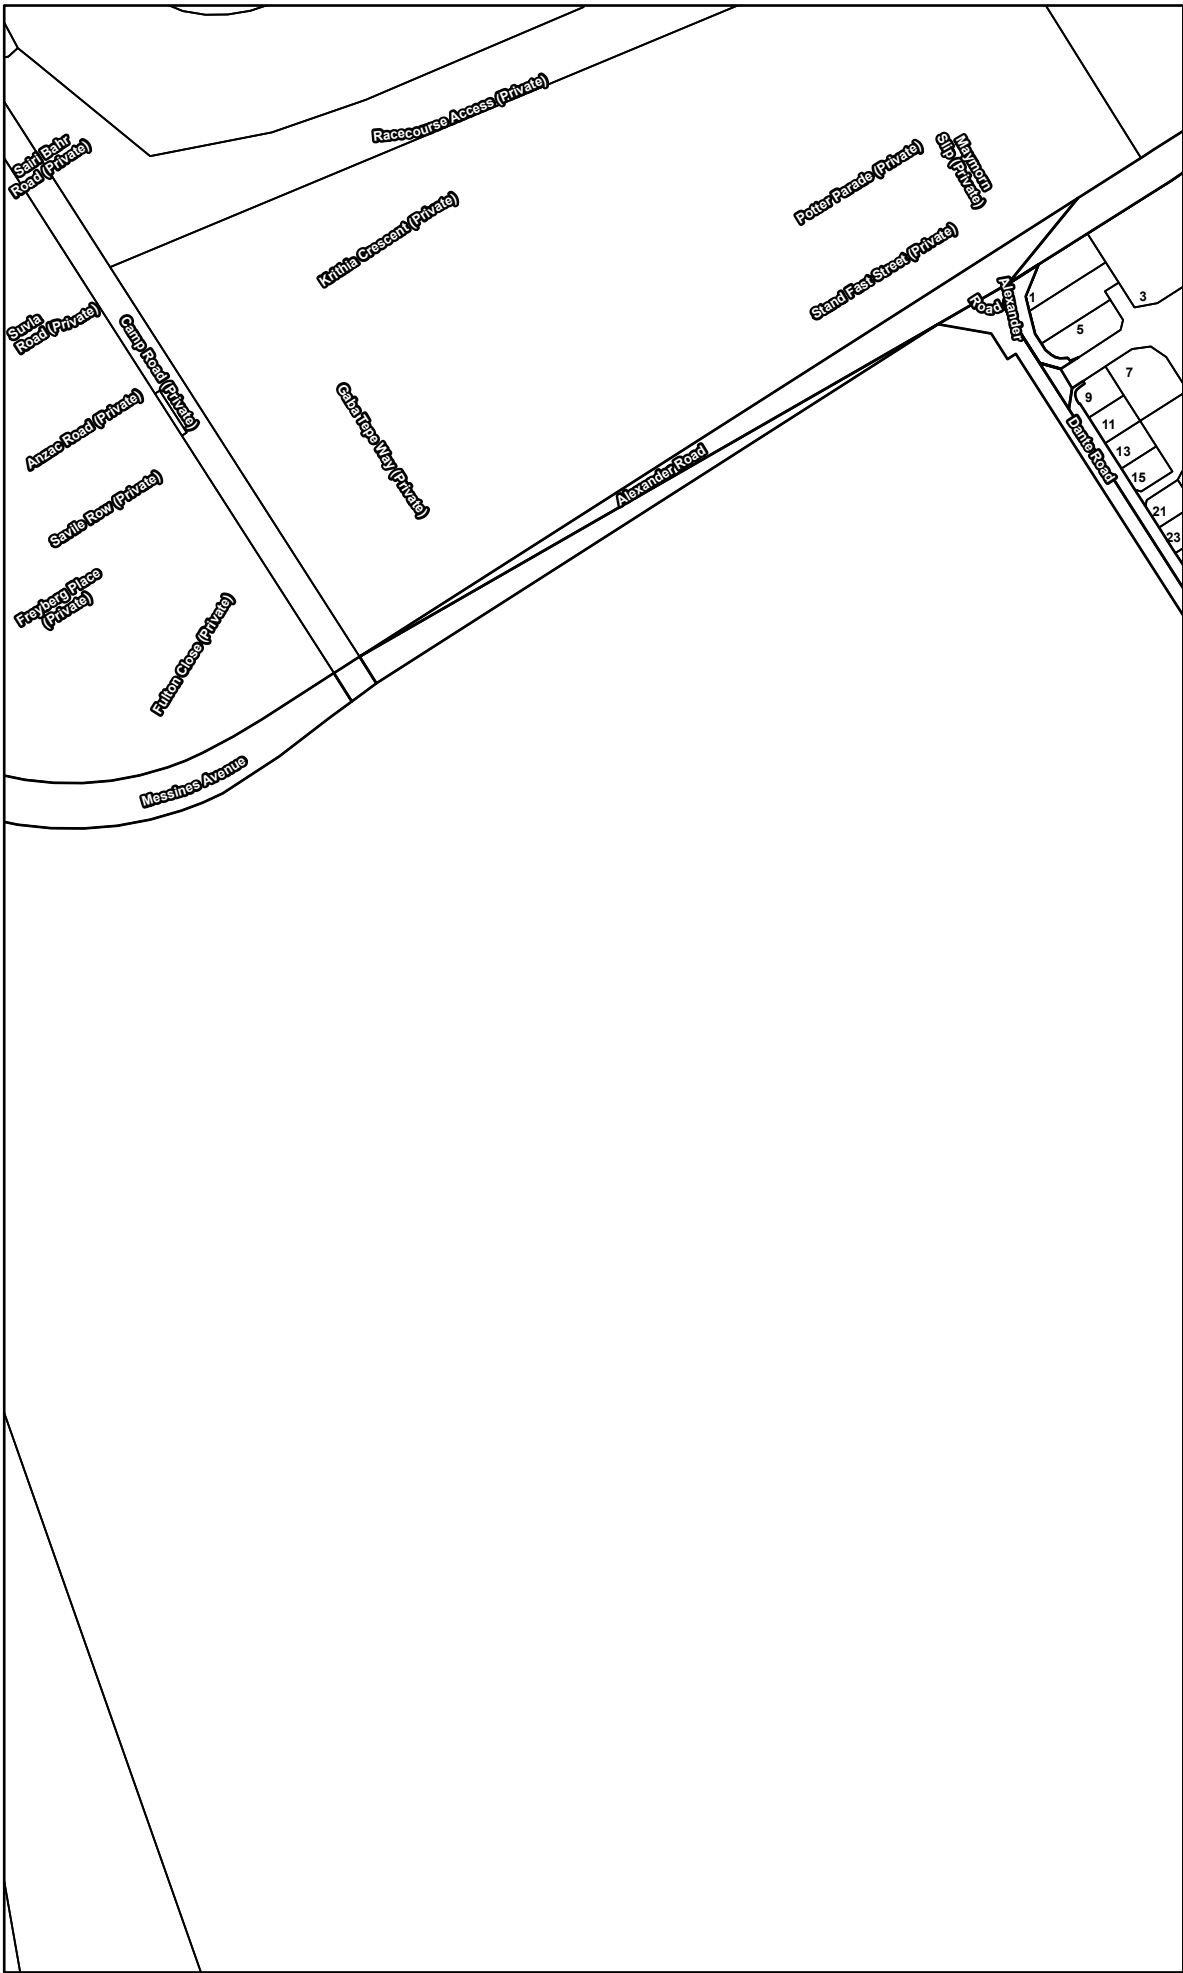 Racecourse Access (Private)
Sairi Bahr
Road (Private)
Potter Parade (Private)
Maymorn
Slip (Private)
Krithia Crescent (Private)
Stand Fast Street (Private)
Suvla
Road (Private)
Camp Road (Private)
Alexander
Road
1
3
5
7
9
11
13
15
21
23
Dante Road
Anzac Road (Private)
Gaba Tepe Way (Private)
Alexander Road
Savile Row (Private)
Freyberg Place
(Private)
Fulton Close (Private)
Messines Avenue